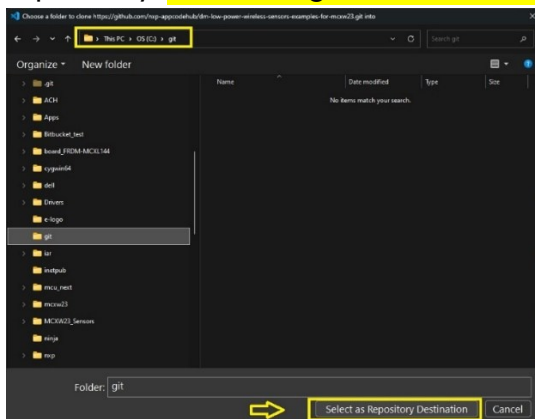 Choose a folder to clone https://github.com/nxp-appcodehub/dm-low-power-wireless-sensors-examples-for-mcxw23.git into
This PC > OS (C:) > git
Search git
Organize
New folder
Name
Date modified
Type
Size
No items match your search.
.git
ACH
Apps
Bitbucket_test
board_FRDM-MCXL144
cygwin64
dell
Drivers
e-logo
git
iar
inetpub
mcu_next
mcxw23
MCXW23_Sensors
ninja
nxp
Folder: git
Select as Repository Destination
Cancel